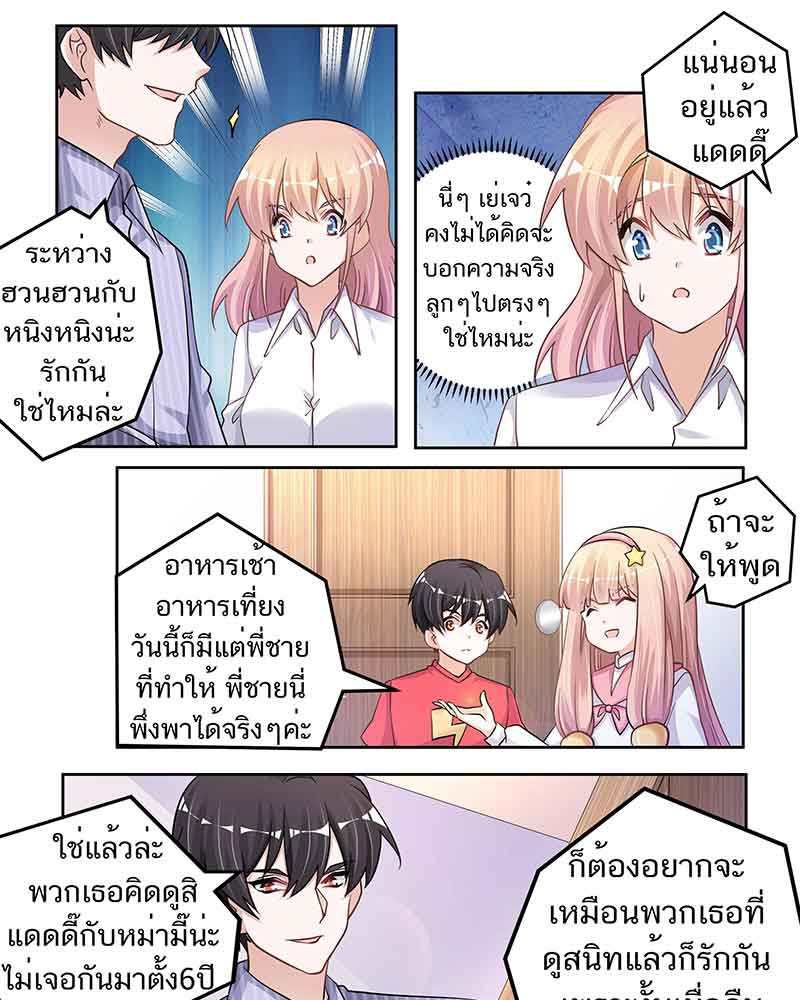 ระหว่าง
ฮวนฮวนกับ
หนิงหนิงน่ะ
รักกัน
ใช่ไหมล่ะ
แน่นอน
อยู่แล้ว
แดดดี๊
นี่ๆ เย่เจว๋
คงไม่ได้คิดจะ
บอกความจริง
ลูกๆไปตรงๆ
ใช่ไหมน่ะ
อาหารเช้า
อาหารเที่ยง
วันนี้ก็มีแต่พี่ชาย
ที่ทำให้ พี่ชายนี่
พึ่งพาได้จริงๆค่ะ
ถ้าจะ
ให้พูด
ใช่แล้วล่ะ
พวกเธอคิดดูสิ
แดดดี๊กับหม่ามี๊น่ะ
ไม่เจอกันมาตั้ง6ปี
ก็ต้องอยากจะ
เหมือนพวกเธอที่
ดูสนิทแล้วก็รักกัน